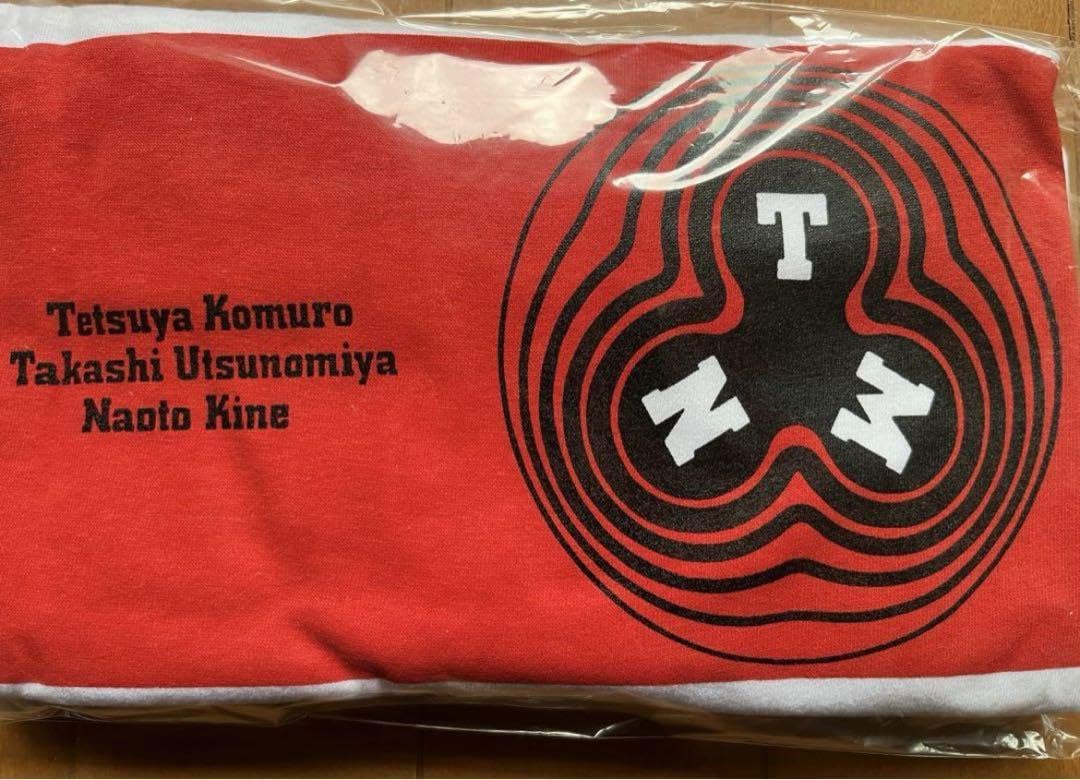 Tetsuya Komuro
Takashi Utsunomiya
Naoto Kine
T
M
N